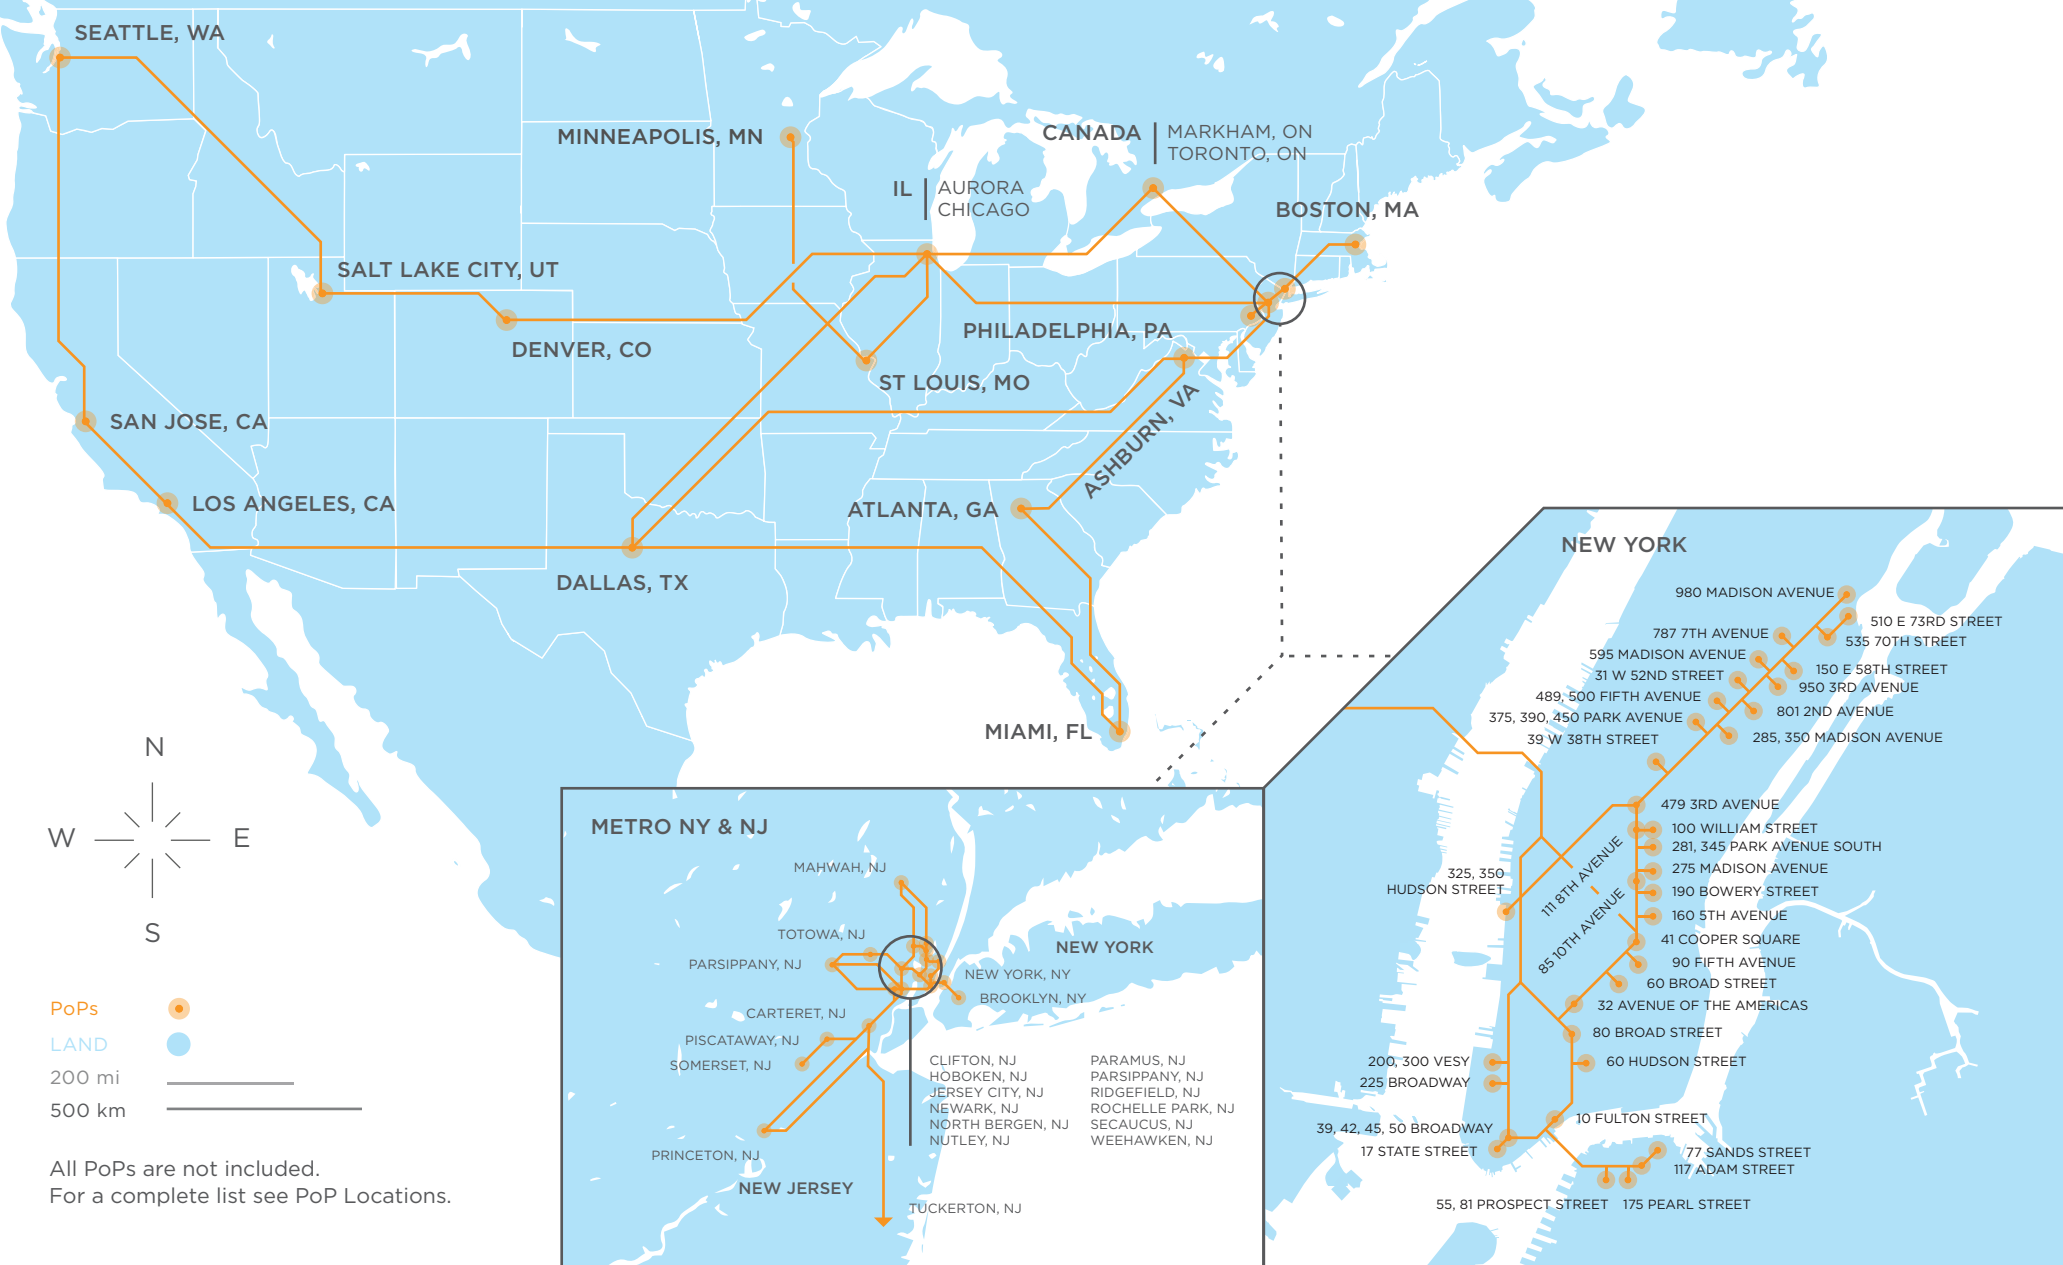 SEATTLE, WA
MINNEAPOLIS, MN
CANADA
MARKHAM, ON
TORONTO, ON
IL
AURORA
CHICAGO
BOSTON, MA
SALT LAKE CITY, UT
DENVER, CO
PHILADELPHIA, PA
ST LOUIS, MO
ASHBURN, VA
SAN JOSE, CA
LOS ANGELES, CA
ATLANTA, GA
DALLAS, TX
MIAMI, FL
N
W
E
S
PoPs
LAND
200 mi
500 km
All PoPs are not included.
For a complete list see PoP Locations.
METRO NY & NJ
MAHWAH, NJ
TOTOWA, NJ
PARSIPPANY, NJ
NEW YORK
NEW YORK, NY
BROOKLYN, NY
CARTERET, NJ
PISCATAWAY, NJ
SOMERSET, NJ
CLIFTON, NJ
HOBOKEN, NJ
JERSEY CITY, NJ
NEWARK, NJ
NORTH BERGEN, NJ
NUTLEY, NJ
PARAMUS, NJ
PARSIPPANY, NJ
RIDGEFIELD, NJ
ROCHELLE PARK, NJ
SECAUCUS, NJ
WEEHAWKEN, NJ
PRINCETON, NJ
NEW JERSEY
TUCKERTON, NJ
NEW YORK
980 MADISON AVENUE
510 E 73RD STREET
787 7TH AVENUE
535 70TH STREET
595 MADISON AVENUE
150 E 58TH STREET
31 W 52ND STREET
950 3RD AVENUE
489, 500 FIFTH AVENUE
801 2ND AVENUE
375, 390, 450 PARK AVENUE
39 W 38TH STREET
285, 350 MADISON AVENUE
479 3RD AVENUE
100 WILLIAM STREET
281, 345 PARK AVENUE SOUTH
275 MADISON AVENUE
190 BOWERY STREET
160 5TH AVENUE
325, 350
HUDSON STREET
111 8TH AVENUE
85 10TH AVENUE
41 COOPER SQUARE
90 FIFTH AVENUE
60 BROAD STREET
32 AVENUE OF THE AMERICAS
80 BROAD STREET
200, 300 VESY
60 HUDSON STREET
225 BROADWAY
10 FULTON STREET
39, 42, 45, 50 BROADWAY
17 STATE STREET
77 SANDS STREET
117 ADAM STREET
55, 81 PROSPECT STREET
175 PEARL STREET